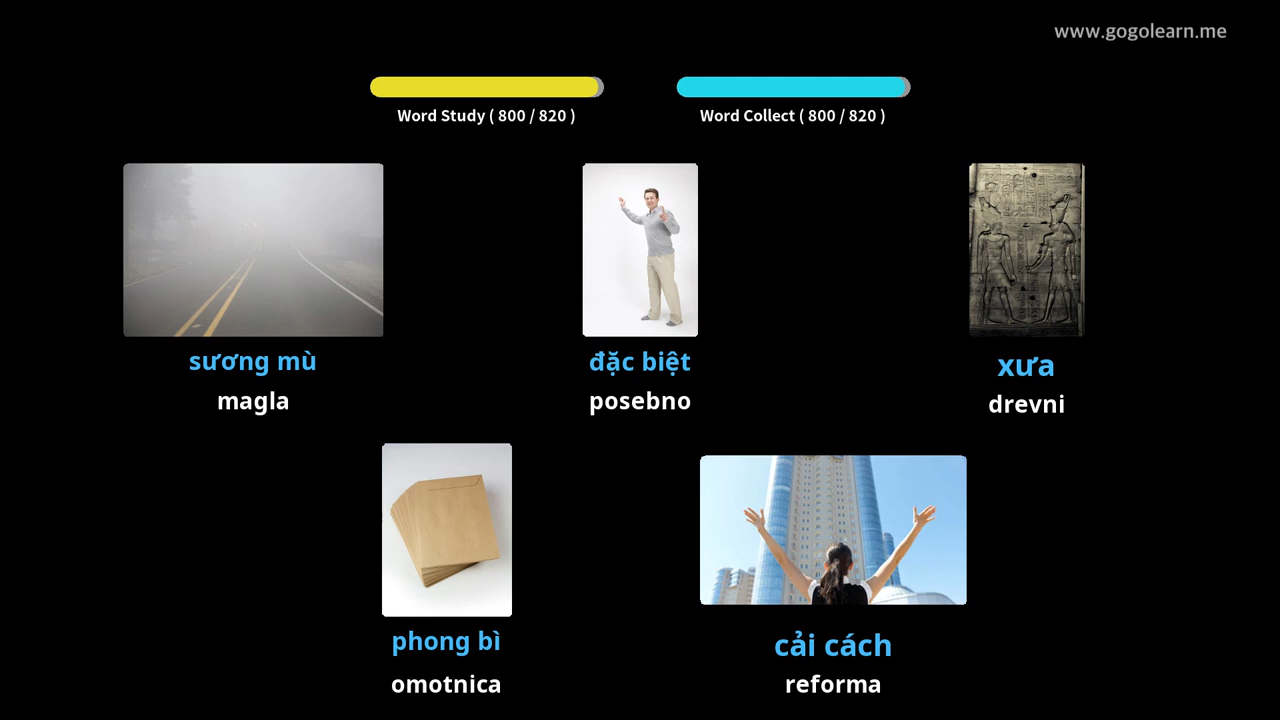 www.gogolearn.me
Word Study ( 800 / 820 )
Word Collect ( 800 / 820 )
sương mù
magla
đặc biệt
posebno
xưa
drevni
phong bì
omotnica
cải cách
reforma